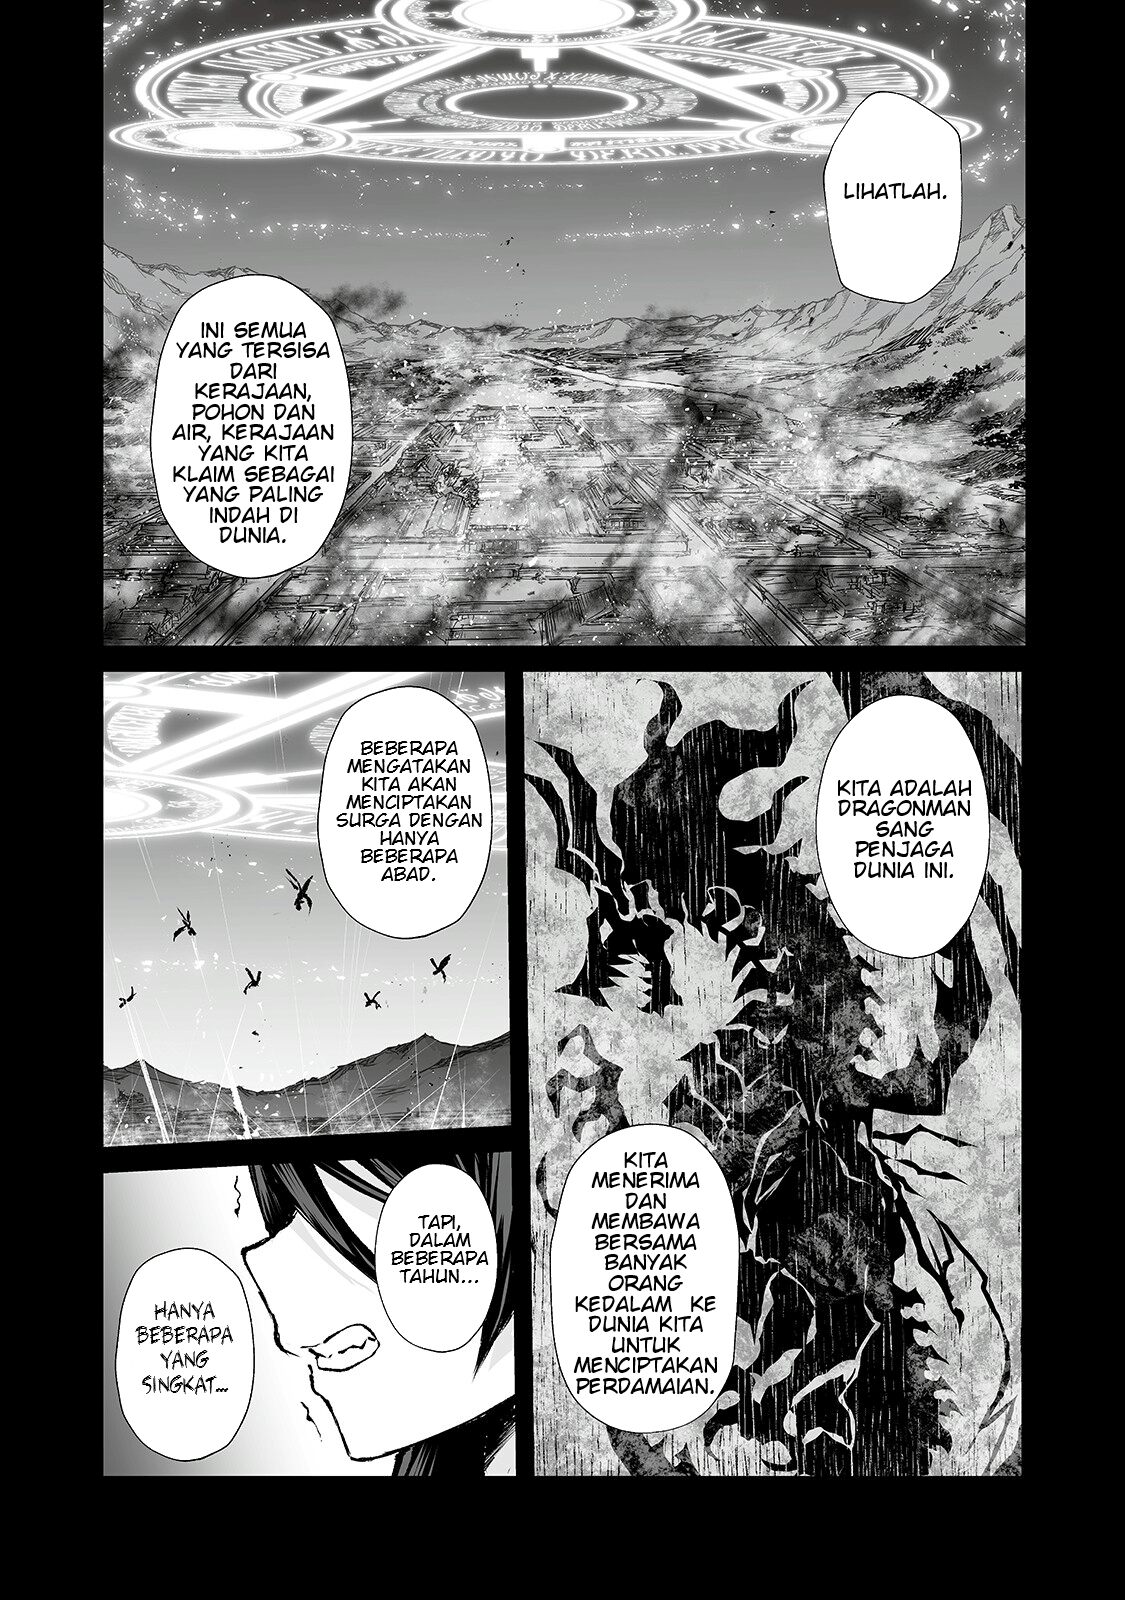 LIHATLAH.
INI SEMUA
YANG TERSISA
DARI
KERAJAAN,
POHON DAN
AIR, KERAJAAN
YANG KITA
KLAIM SEBAGAI
YANG PALING
INDAH DI
DUNIA.
KITA ADALAH
DRAGONMAN
SANG
PENJAGA
DUNIA INI.
KITA
MENERIMA
DAN
MEMBAWA
BERSAMA
BANYAK
ORANG
KEDALAM KE
DUNIA KITA
UNTUK
MENCIPTAKAN
PERDAMAIAN.
BEBERAPA
MENGATAKAN
KITA AKAN
MENCIPTAKAN
SURGA DENGAN
HANYA
BEBERAPA
ABAD.
TAPI,
DALAM
BEBERAPA
TAHUN...
HANYA
BEBERAPA
YANG
SINGKAT...